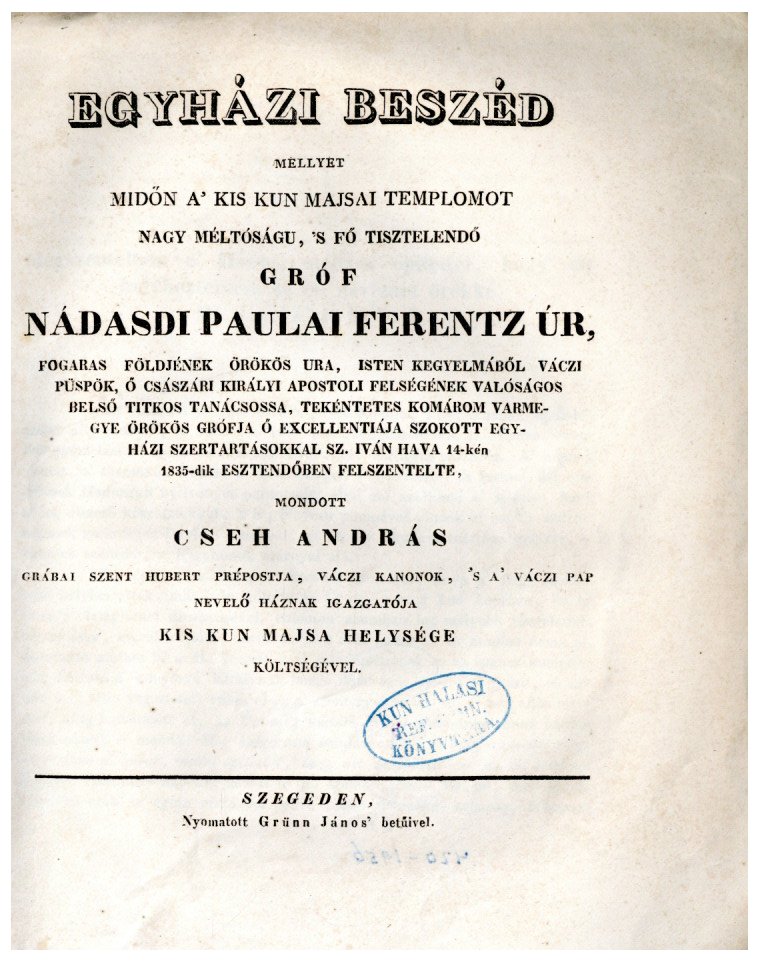 EGYHÁZI BESZÉD
MELLYET
MIDŐN A' KIS KUN MAJSAI TEMPLOMOT
NAGY MÉLTÓSÁGU, 'S FŐ TISZTELENDŐ
GRÓF
NÁDASDI PAULAI FERENTZ ÚR,
FOGARAS FÖLDJÉNEK ÖRÖKÖS URA, ISTEN KEGYELMÁBŐL VÁCZI
PÜSPÖK, Ő CSÁSZÁRI KIRÁLYI APOSTOLI FELSÉGÉNEK VALÓSÁGOS
BELSŐ TITKOS TANÁCSOSSA, TEKÉNTETES KOMÁROM VARME-
GYE ÖRÖKÖS GRÓFJA Ő EXCELLENTIÁJA SZOKOTT EGY-
HÁZI SZERTARTÁSOKKAL SZ. IVÁN HAVA 14-kén
1835-dik ESZTENDŐBEN FELSZENTELTE,
MONDOTT
CSEH ANDRÁS
GRÁBAI SZENT HUBERT PRÉPOSTJA, VÁCZI KANONOK, 'S A' VÁCZI PAP
NEVELŐ HÁZNAK IGAZGATÓJA
KIS KUN MAJSA HELYSÉGE
KÖLTSÉGÉVEL.
KUN HALASI
REF.
KÖNYVTÁRA.
SZEGEDEN,
Nyomatott Grünn János' betűivel.